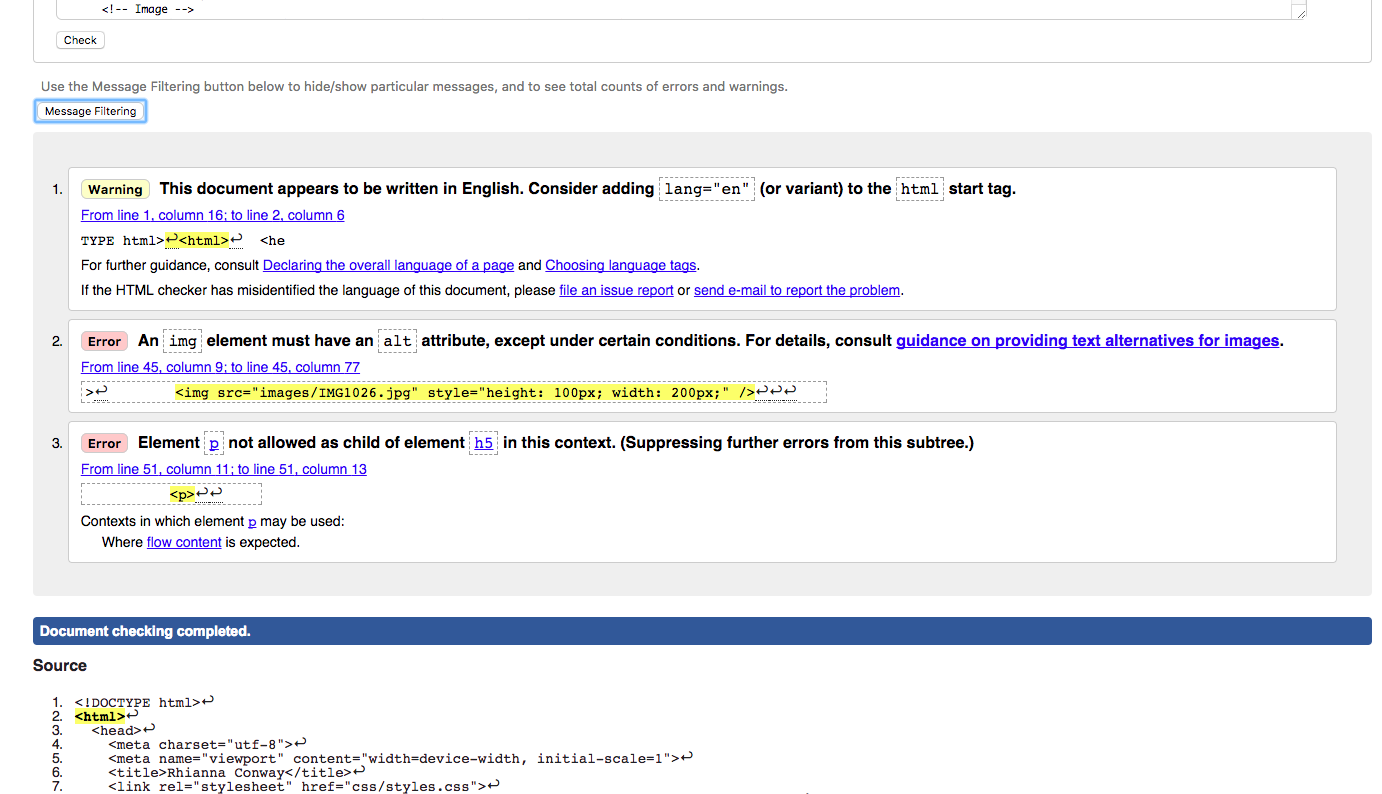 <!-- Image -->
Check
Use the Message Filtering button below to hide/show particular messages, and to see total counts of errors and warnings.
Message Filtering
1. Warning This document appears to be written in English. Consider adding lang="en" (or variant) to the html start tag.
From line 1, column 16; to line 2, column 6
TYPE html>↩<html>↩ <he
For further guidance, consult Declaring the overall language of a page and Choosing language tags.
If the HTML checker has misidentified the language of this document, please file an issue report or send e-mail to report the problem.
2. Error An img element must have an alt attribute, except under certain conditions. For details, consult guidance on providing text alternatives for images.
From line 45, column 9; to line 45, column 77
>↩ <img src="images/IMG1026.jpg" style="height: 100px; width: 200px;" />↩↩↩
3. Error Element p not allowed as child of element h5 in this context. (Suppressing further errors from this subtree.)
From line 51, column 11; to line 51, column 13
<p>↩↩
Contexts in which element p may be used:
Where flow content is expected.
Document checking completed.
Source
1. <!DOCTYPE html>↩
2. <html>↩
3. <head>↩
4. <meta charset="utf-8">↩
5. <meta name="viewport" content="width=device-width, initial-scale=1">↩
6. <title>Rhianna Conway</title>↩
7. <link rel="stylesheet" href="css/styles.css">↩